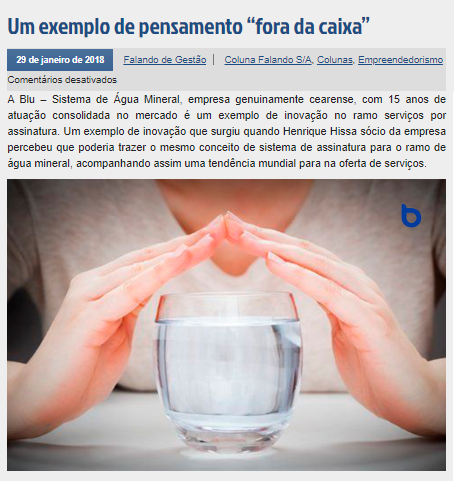 Um exemplo de pensamento “fora da caixa”
29 de janeiro de 2018 Falando de Gestão | Coluna Falando S/A, Colunas, Empreendedorismo
Comentários desativados
A Blu – Sistema de Água Mineral, empresa genuinamente cearense, com 15 anos de
atuação consolidada no mercado é um exemplo de inovação no ramo serviços por
assinatura. Um exemplo de inovação que surgiu quando Henrique Hissa sócio da empresa
percebeu que poderia trazer o mesmo conceito de sistema de assinatura para o ramo de
água mineral, acompanhando assim uma tendência mundial para na oferta de serviços.
b